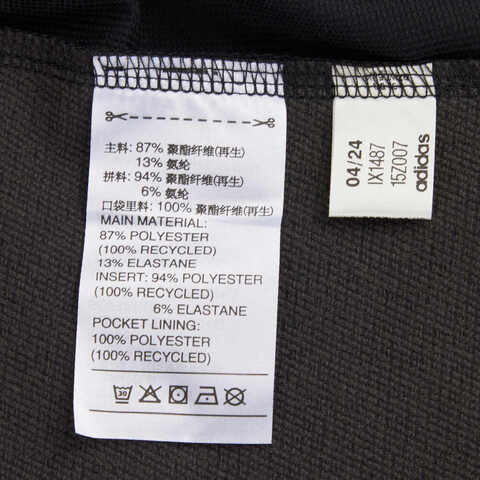 主料: 87% 聚酯纤维(再生)
13% 氨纶
拼料: 94% 聚酯纤维(再生)
6% 氨纶
口袋里料: 100% 聚酯纤维(再生)
MAIN MATERIAL:
87% POLYESTER
(100% RECYCLED)
13% ELASTANE
INSERT: 94% POLYESTER
(100% RECYCLED)
6% ELASTANE
POCKET LINING:
100% POLYESTER
(100% RECYCLED)
30
04/24
IX1487
15Z007
adidas